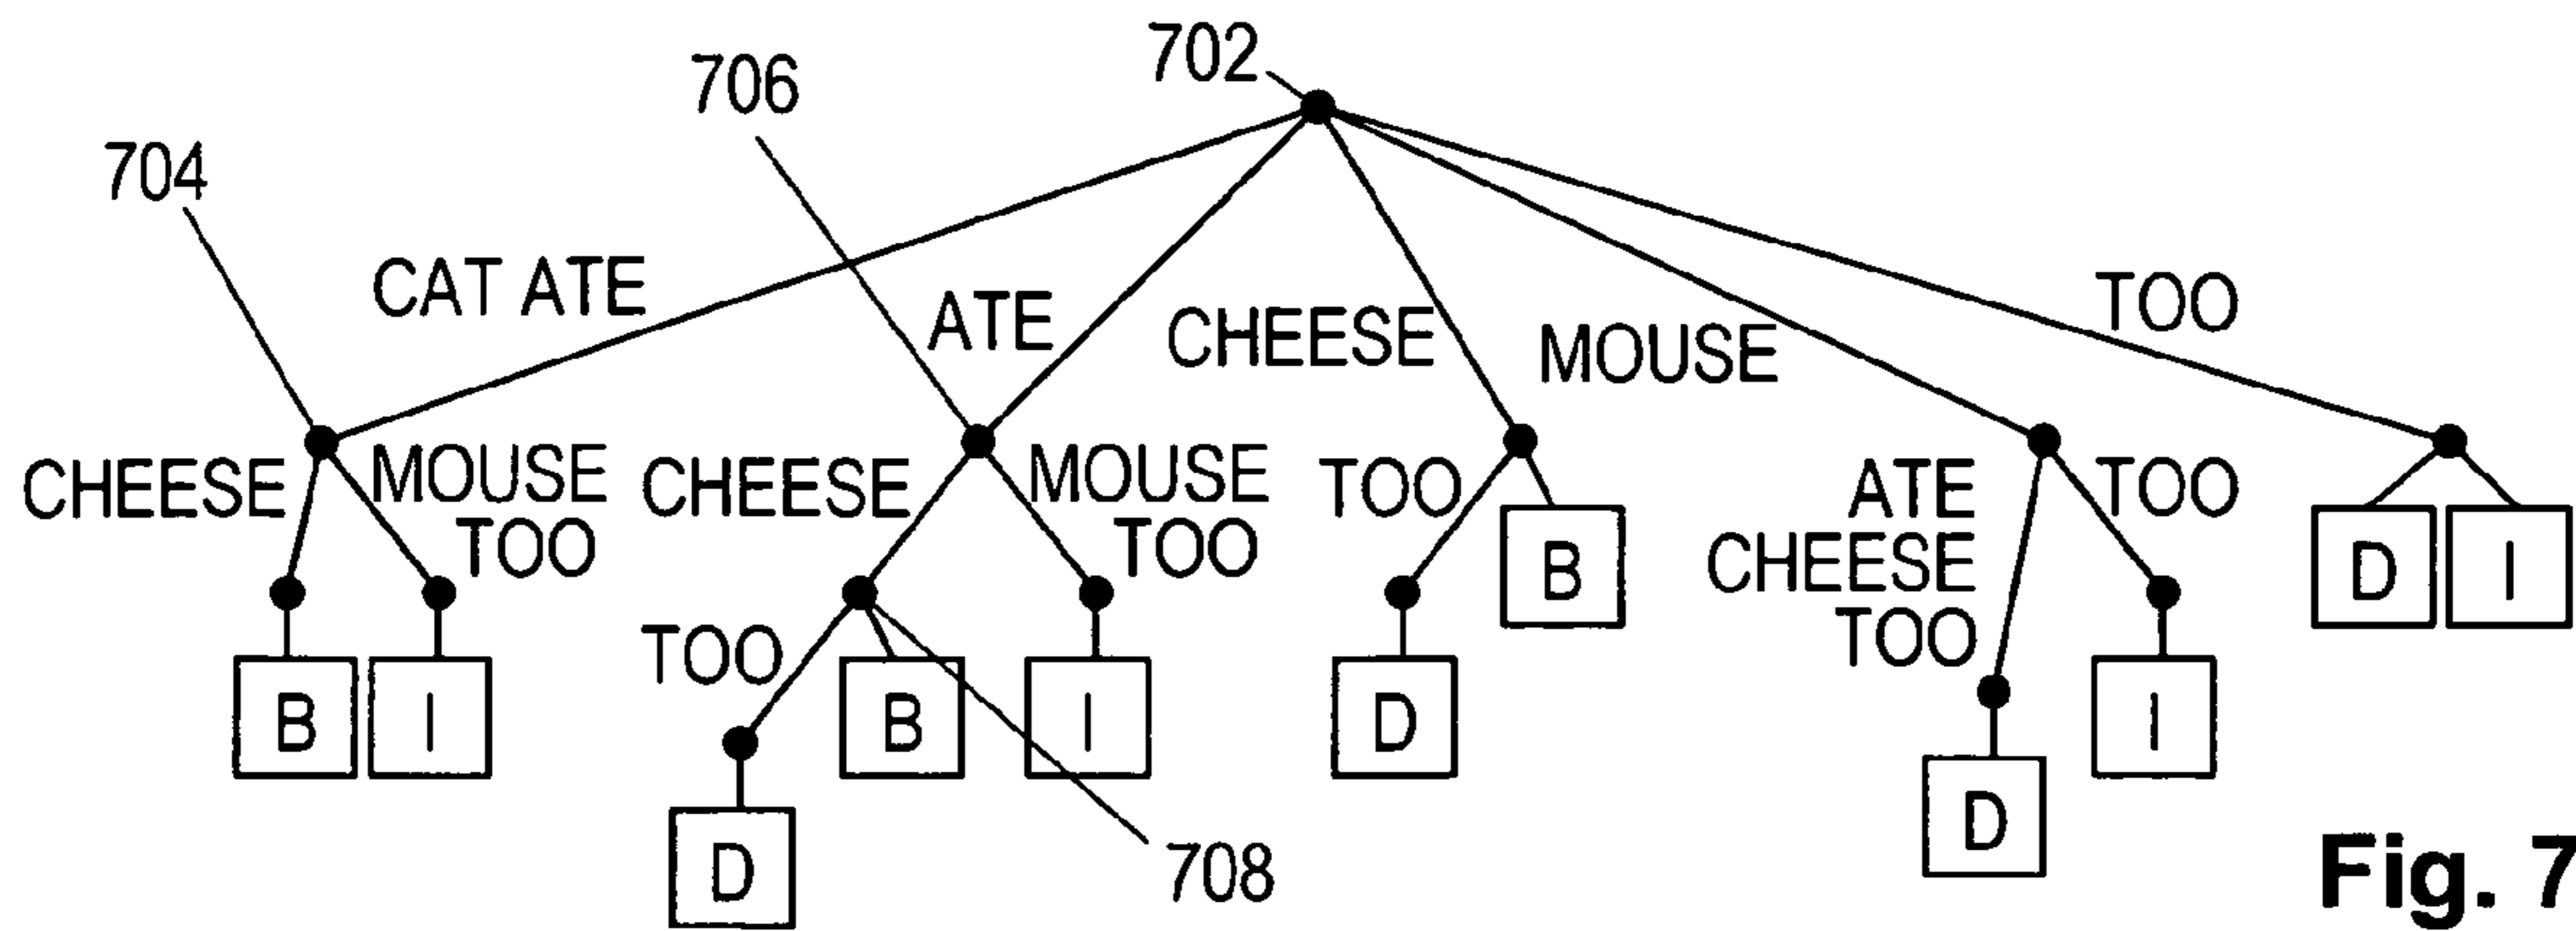 702
706
704
CAT ATE
ATE
CHEESE
MOUSE
TOO
CHEESE
MOUSE
TOO
CHEESE
MOUSE
TOO
TOO
ATE
CHEESE
TOO
TOO
D
I
B
TOO
B
I
B
I
D
I
D
D
708
Fig. 7